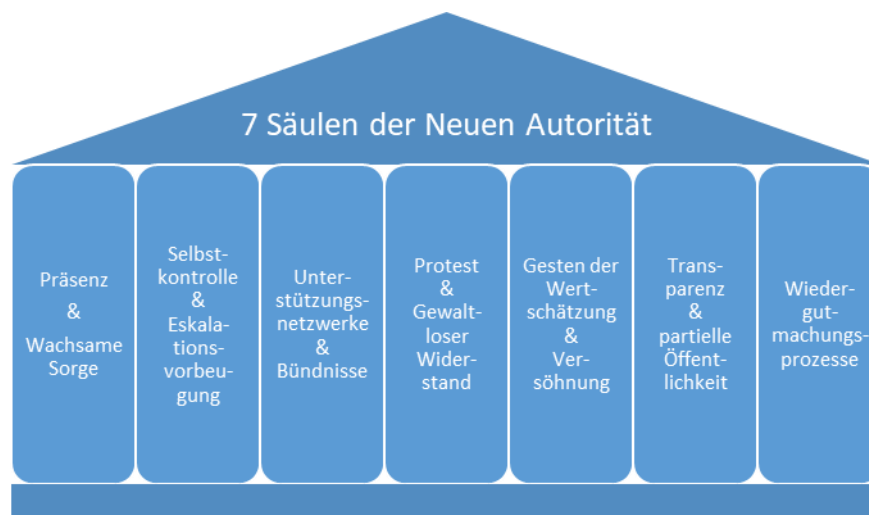 7 Säulen der Neuen Autorität
Präsenz
&
Wachsame
Sorge
Selbst-
kontrolle
&
Eskala-
tions-
vorbeu-
gung
Unter-
stützungs-
netzwerke
&
Bündnisse
Protest
&
Gewalt-
loser
Wider-
stand
Gesten der
Wert-
schätzung
&
Ver-
söhnung
Trans-
parenz
&
partielle
Öffent-
lichkeit
Wieder-
gut-
machungs-
prozesse